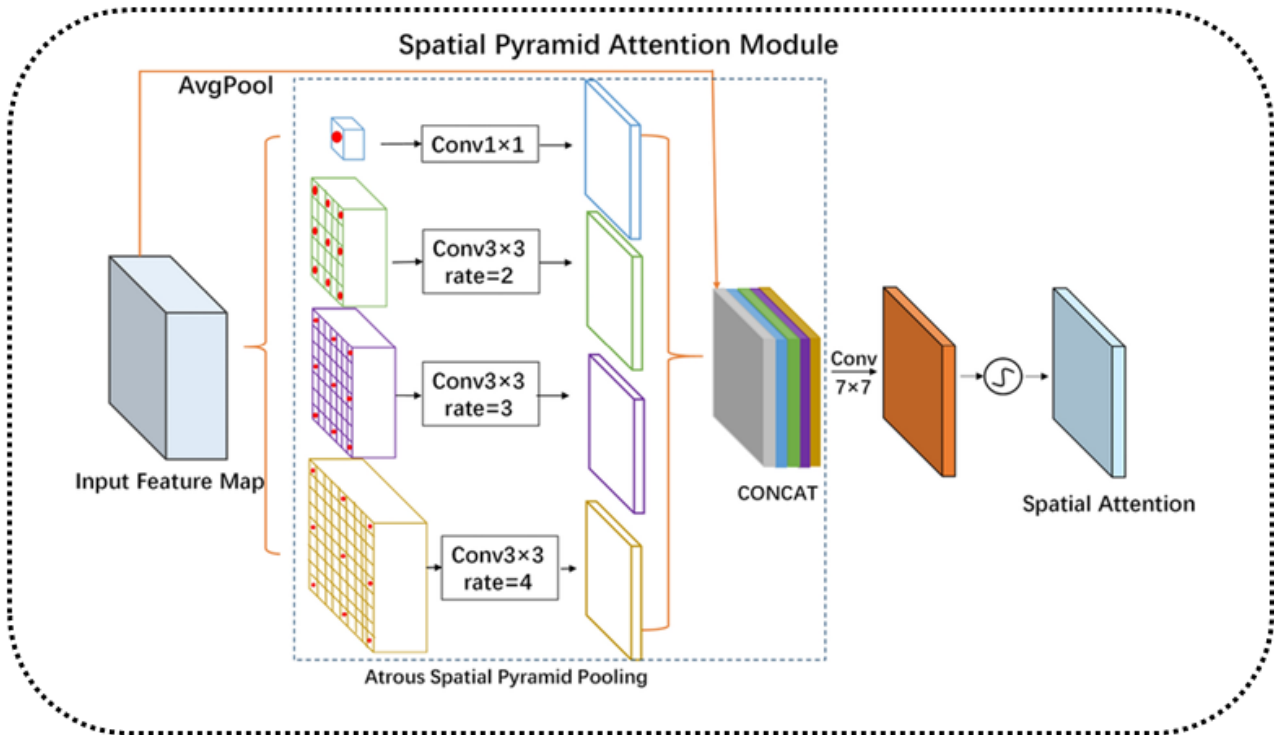 Spatial Pyramid Attention Module
AvgPool
Conv1×1
Conv3×3
rate=2
Conv3×3
rate=3
Conv3×3
rate=4
Input Feature Map
CONCAT
Conv
7×7
Spatial Attention
Atrous Spatial Pyramid Pooling